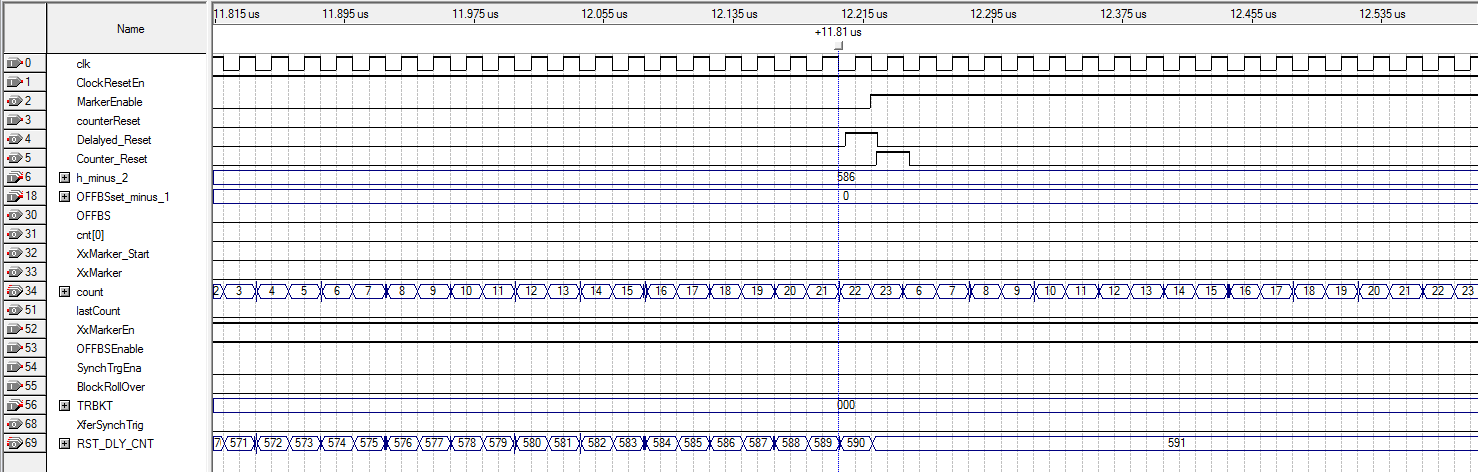 Name
11.815 us 11.895 us 11.975 us 12.055 us 12.135 us 12.215 us 12.295 us 12.375 us 12.455 us 12.535 us
+11.81 us
0 clk
1 ClockResetEn
2 MarkerEnable
3 counterReset
4 Delalyed_Reset
5 Counter_Reset
6 h_minus_2 586
18 OFFBSset_minus_1 0
30 OFFBS
31 cnt[0]
32 XxMarker_Start
33 XxMarker
34 count 2 3 4 5 6 7 8 9 10 11 12 13 14 15 16 17 18 19 20 21 22 23 6 7 8 9 10 11 12 13 14 15 16 17 18 19 20 21 22 23
51 lastCount
52 XxMarkerEn
53 OFFBSEnable
54 SynchTrgEna
55 BlockRollOver
56 TRBKT 000
68 XferSynchTrig
69 RST_DLY_CNT 7 571 572 573 574 575 576 577 578 579 580 581 582 583 584 585 586 587 588 589 590 591